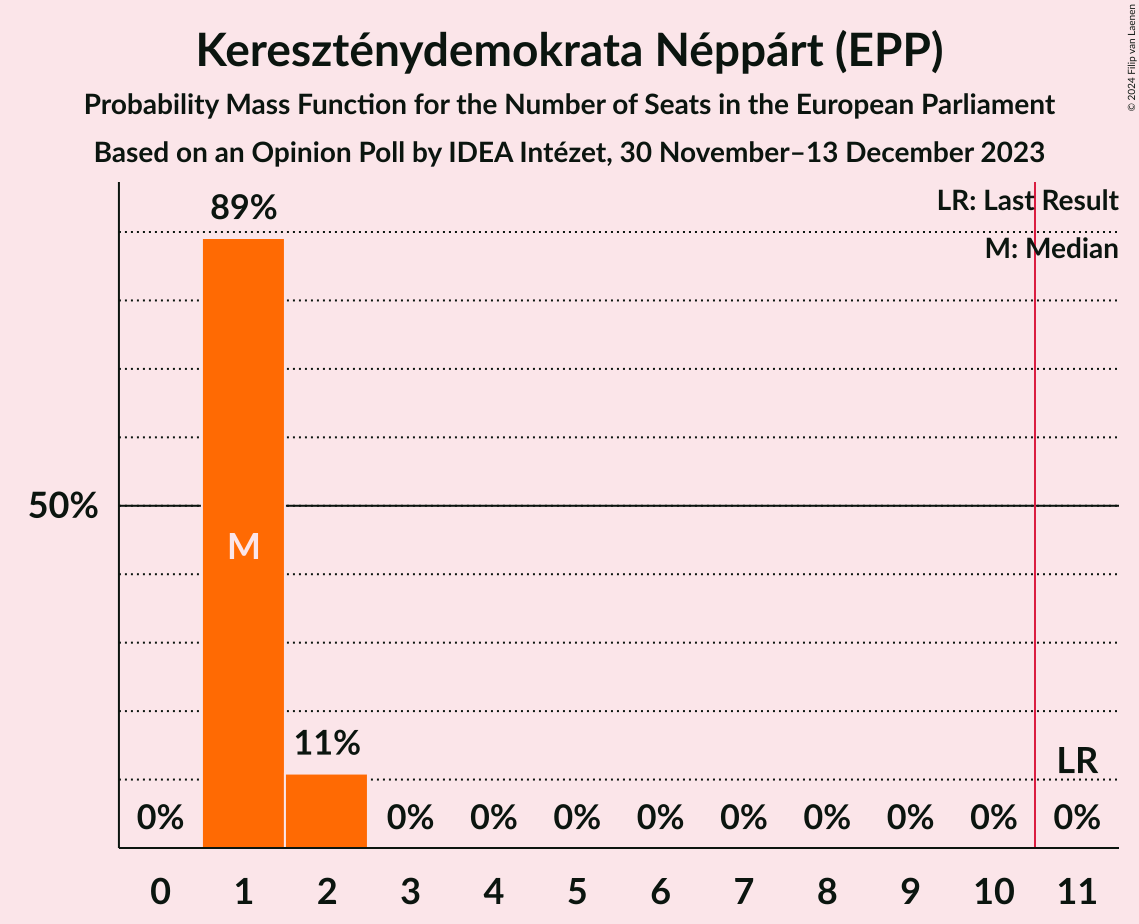 Kereszténydemokrata Néppárt (EPP)
Probability Mass Function for the Number of Seats in the European Parliament
Based on an Opinion Poll by IDEA Intézet, 30 November–13 December 2023
© 2024 Filip van Laenen
LR: Last Result
M: Median
89%
50%
M
11%
LR
0% 0% 0% 0% 0% 0% 0% 0% 0% 0%
0 1 2 3 4 5 6 7 8 9 10 11